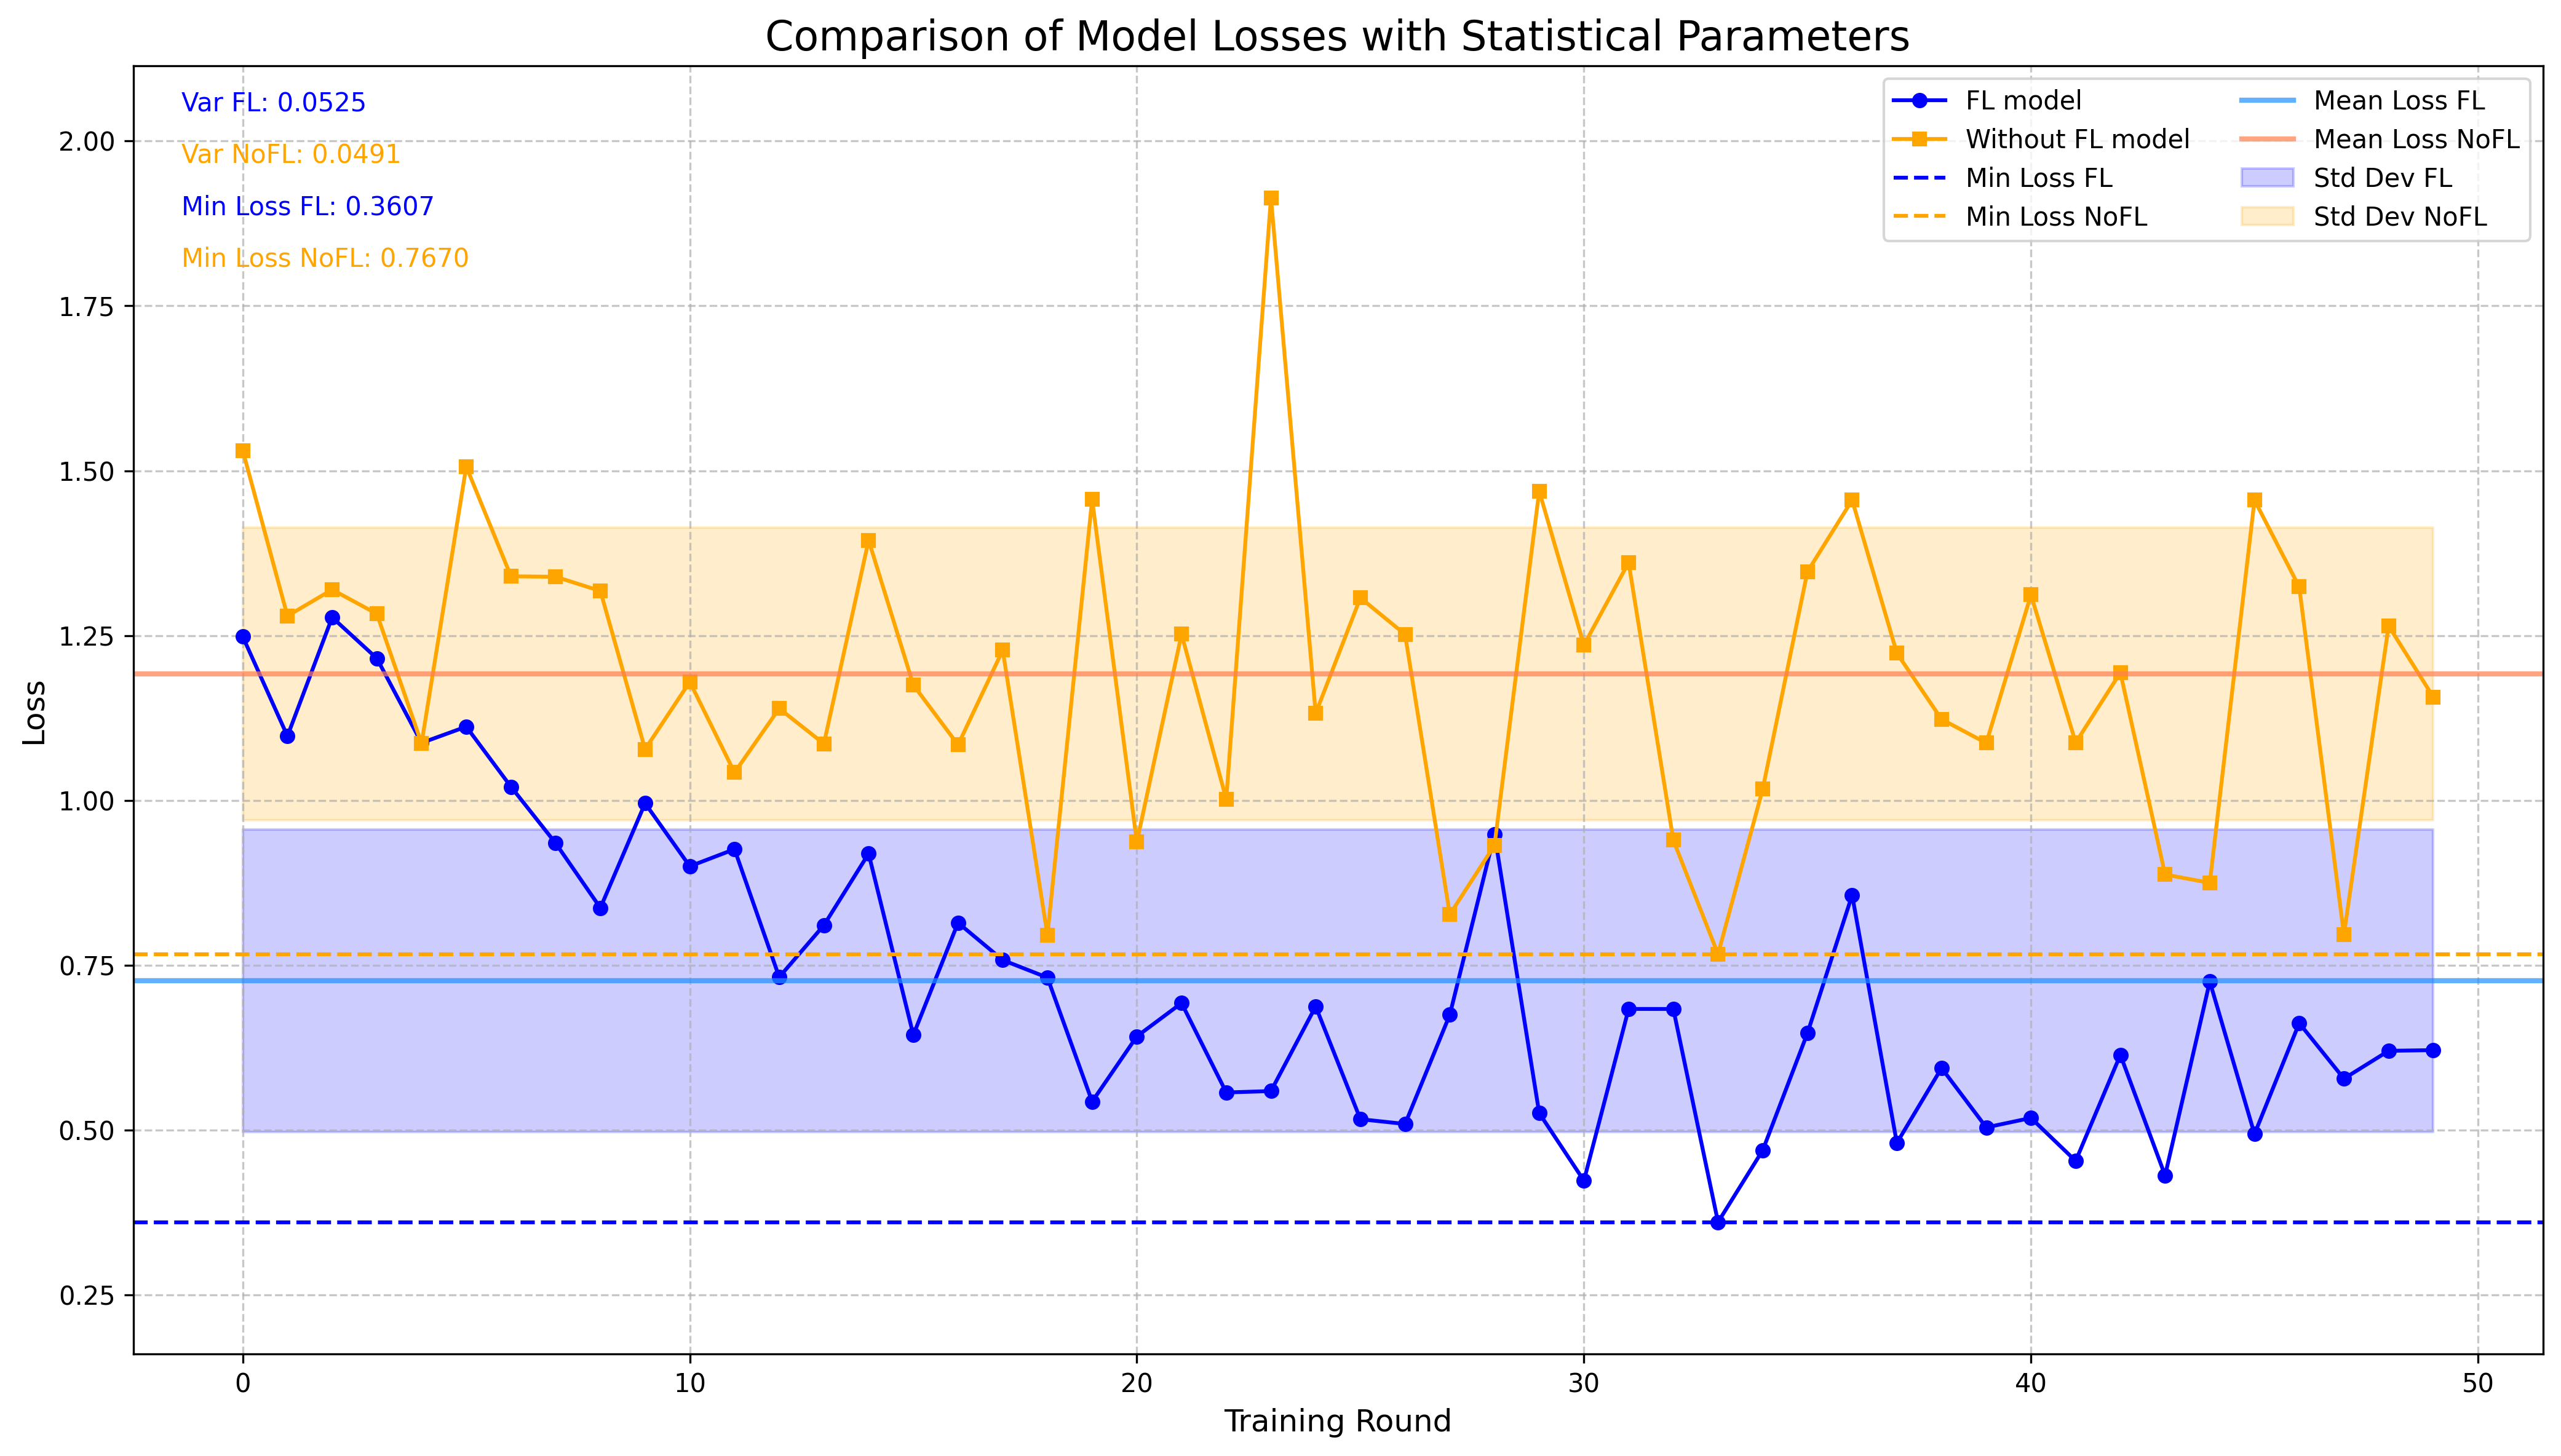 Comparison of Model Losses with Statistical Parameters
Var FL: 0.0525
Var NoFL: 0.0491
Min Loss FL: 0.3607
Min Loss NoFL: 0.7670
FL model
Without FL model
Min Loss FL
Min Loss NoFL
Mean Loss FL
Mean Loss NoFL
Std Dev FL
Std Dev NoFL
Loss
2.00
1.75
1.50
1.25
1.00
0.75
0.50
0.25
0 10 20 30 40 50
Training Round